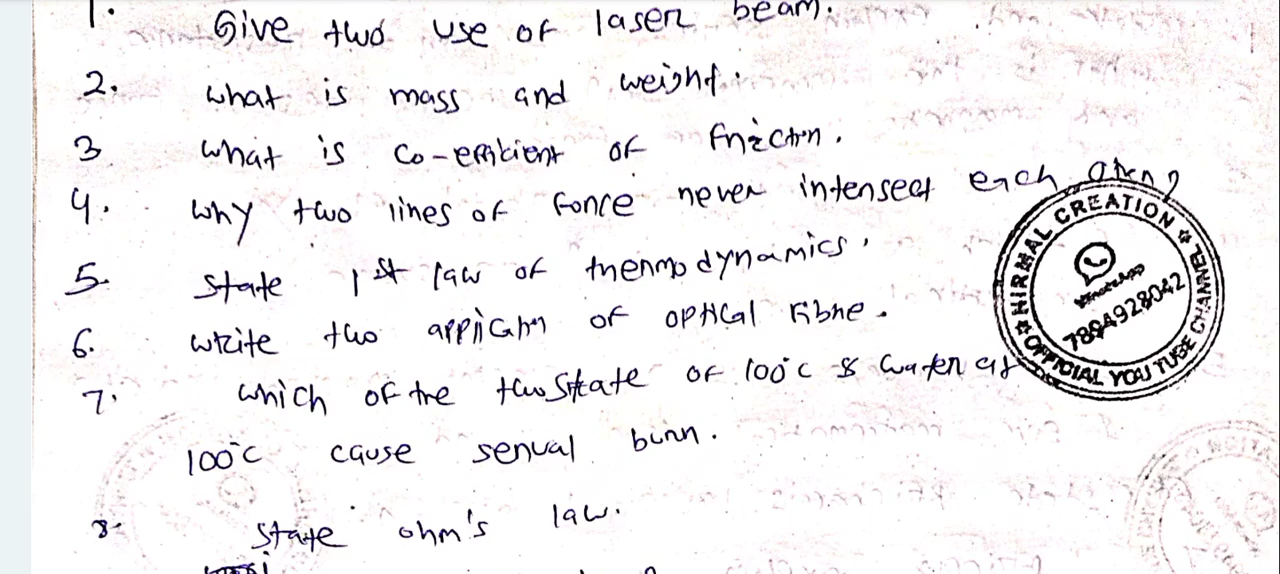 1. Give two use of laser beam.
2. what is mass and weight.
3 what is co-efficient of friction.
4. why two lines of force never intersect each other?
5. state 1st law of thermodynamics.
6. write two application of optical fibre.
7. which of the two state of 100°c & water at
100°c cause serval burn.
8. state ohm's law.
NIRMAL CREATION
OFFICIAL YOU TUBE CHANNEL
WhatsApp
7894928042